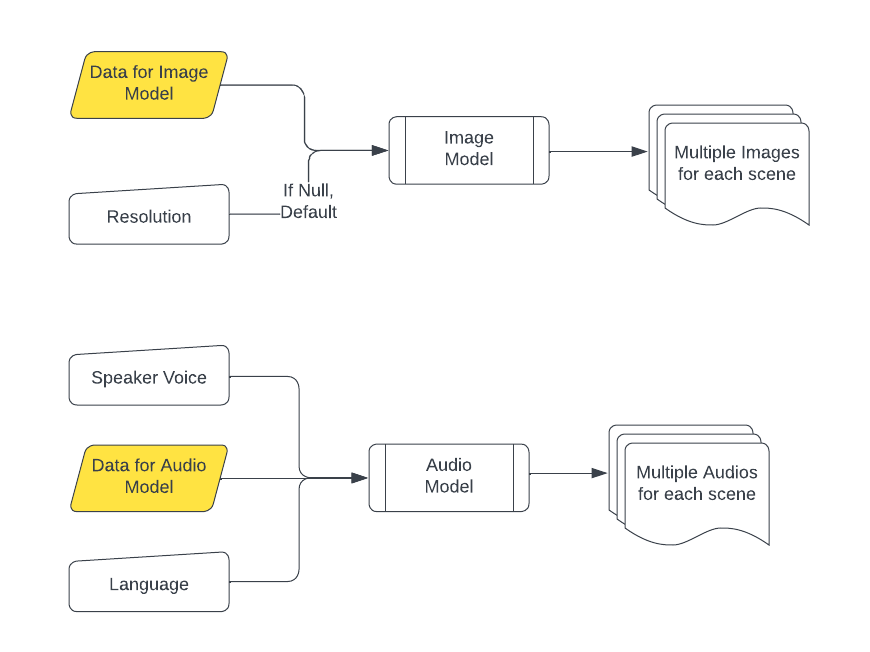 Data for Image
Model
Image
Model
Multiple Images
for each scene
If Null,
Default
Resolution
Speaker Voice
Data for Audio
Model
Audio
Model
Multiple Audios
for each scene
Language